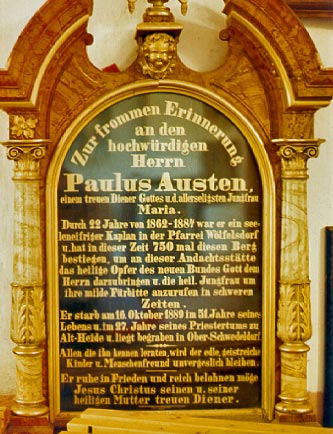 Zur frommen Erinnerung
an den
hochwürdigen
Herrn
Paulus Austen,
einem treuen Diener Gottes u.d. allerseligsten Jungfrau
Maria.
Durch 22 Jahre von 1862-1884 war er ein see-
leneifriger Kaplan in der Pfarrei Wölfelsdorf
u. hat in dieser Zeit 750 mal diesen Berg
bestiegen, um an dieser Andachtsstätte
das heilige Opfer des neuen Bundes Gott dem
Herrn darzubringen u. die heil. Jungfrau um
ihre milde Fürbitte anzurufen in schweren
Zeiten.
Er starb am 16. Oktober 1889 im 51. Jahre seines
Lebens u. im 27. Jahre seines Priestertums zu
Alt-Heide u. liegt begraben in Ober-Schwedeldorf.
Allen die ihn kennen lernten, wird der edle, geistreiche
Kinder u. Menschenfreund unvergeslich bleiben.
Er ruhe in Frieden und reich belohnen möge
Jesus Christus seinen u. seiner
heiligen Mutter treuen Diener.